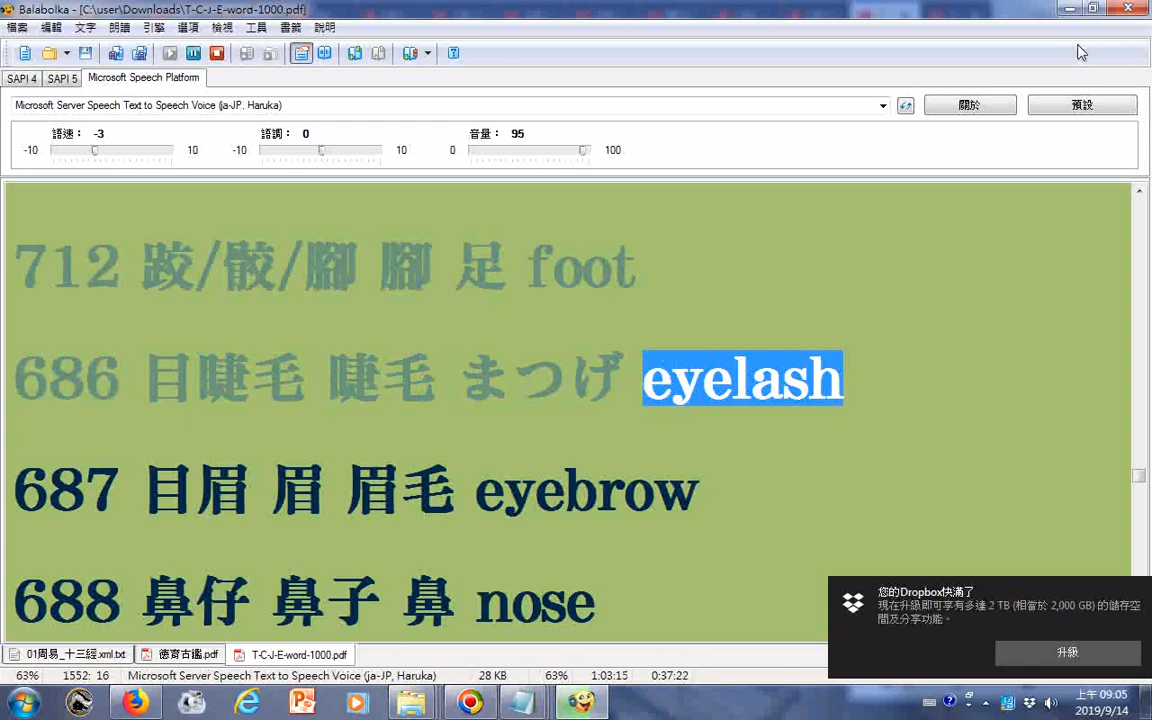 Balabolka - [C:\user\Downloads\T-C-J-E-word-1000.pdf]
檔案 編輯 文字 朗讀 引擎 選項 檢視 工具 書籤 說明
SAPI 4 SAPI 5 Microsoft Speech Platform
Microsoft Server Speech Text to Speech Voice (ja-JP, Haruka) 關於 預設
語速： -3 語調： 0 音量： 95
-10 10 -10 10 0 100
712 跤/骹/腳 腳 足 foot
686 目睫毛 睫毛 まつげ eyelash
687 目眉 眉 眉毛 eyebrow
688 鼻仔 鼻子 鼻 nose
您的Dropbox快滿了
現在升級即可享有多達 2 TB (相當於 2,000 GB) 的儲存空
間及分享功能。
升級
01周易_十三經.xml.txt 德育古鑑.pdf T-C-J-E-word-1000.pdf
63% 1552: 16 Microsoft Server Speech Text to Speech Voice (ja-JP, Haruka) 28 KB 63% 1:03:15 0:37:22
上午 09:05
2019/9/14